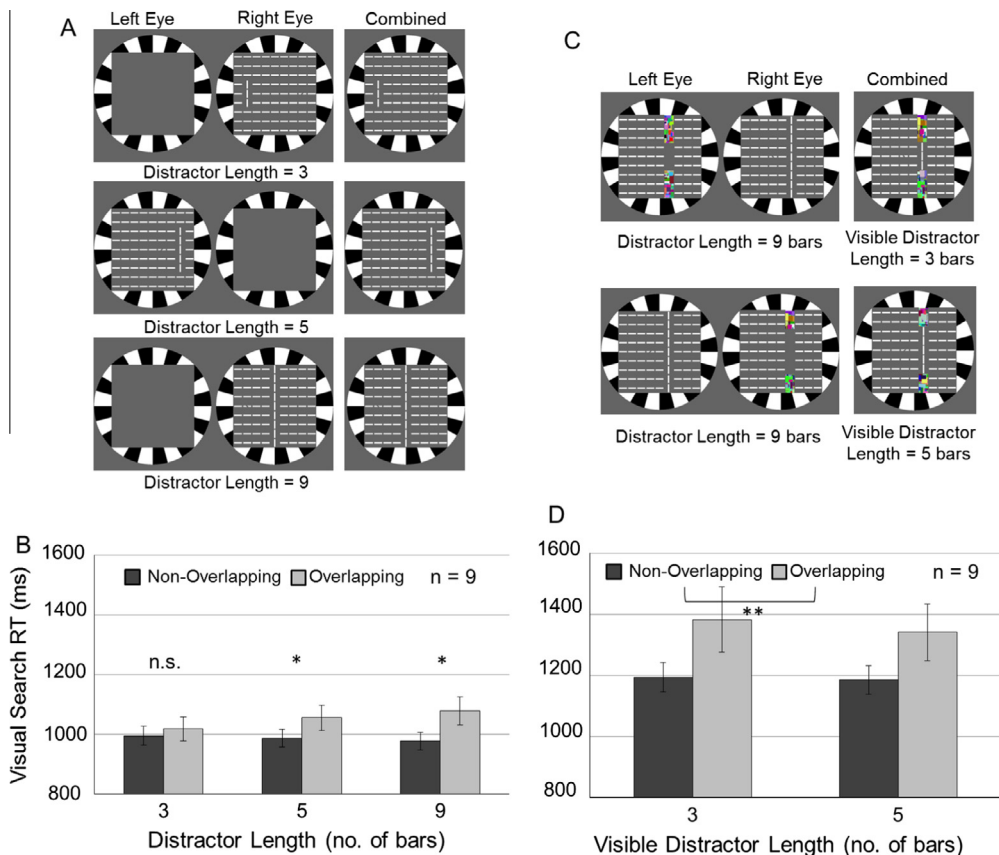 A
Left Eye Right Eye Combined
Distractor Length = 3
Distractor Length = 5
Distractor Length = 9
B
Visual Search RT (ms)
1600
1400
1200
1000
800
Non-Overlapping Overlapping n = 9
n.s. * *
3 5 9
Distractor Length (no. of bars)
C
Left Eye Right Eye Combined
Distractor Length = 9 bars
Visible Distractor
Length = 3 bars
Distractor Length = 9 bars
Visible Distractor
Length = 5 bars
D
1600
1400
1200
1000
800
Non-Overlapping Overlapping n = 9
**
3 5
Visible Distractor Length (no. of bars)